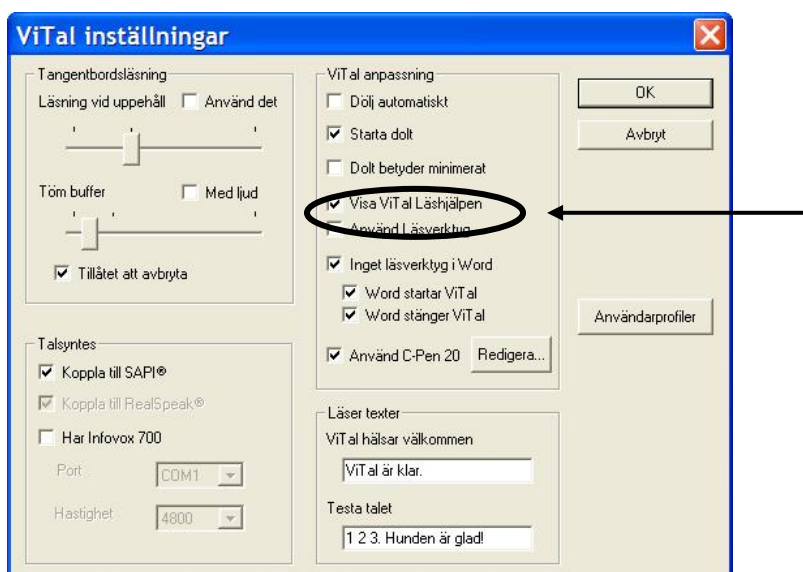 ViTal inställningar
Tangentbordsläsning
Läsning vid uppehåll Använd det
Töm buffer Med ljud
Tillåtet att avbryta
Talsyntes
Koppla till SAPI®
Koppla till RealSpeak®
Har Infovox 700
Port COM1
Hastighet 4800
ViTal anpassning
Dölj automatiskt
Starta dolt
Dolt betyder minimerat
Visa ViTal Läshjälpen
Använd Läsverktyg
Inget läsverktyg i Word
Word startar ViTal
Word stänger ViTal
Använd C-Pen 20 Redigera...
Läser texter
ViTal hälsar välkommen
ViTal är klar.
Testa talet
1 2 3. Hunden är glad!
OK
Avbryt
Användarprofiler